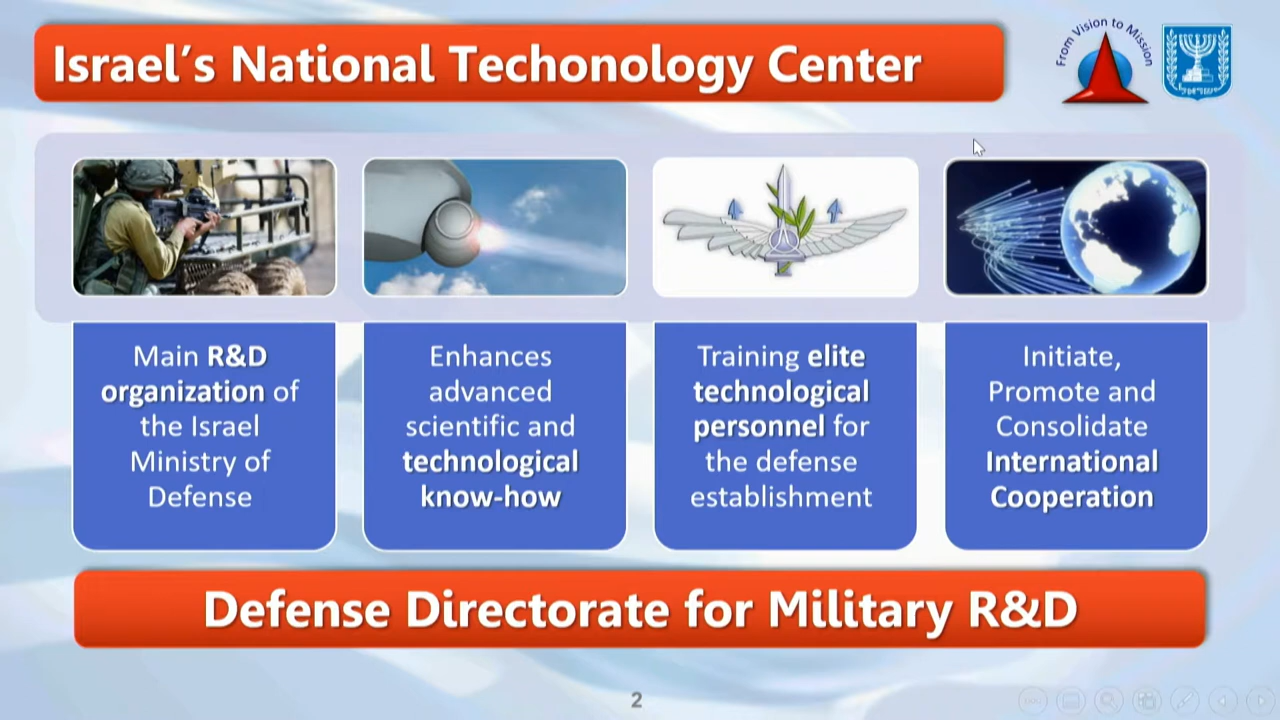 Israel's National Techonology Center
From Vision to Mission
ישראל
Main R&D
organization of
the Israel
Ministry of
Defense
Enhances
advanced
scientific and
technological
know-how
Training elite
technological
personnel for
the defense
establishment
Initiate,
Promote and
Consolidate
International
Cooperation
Defense Directorate for Military R&D
2